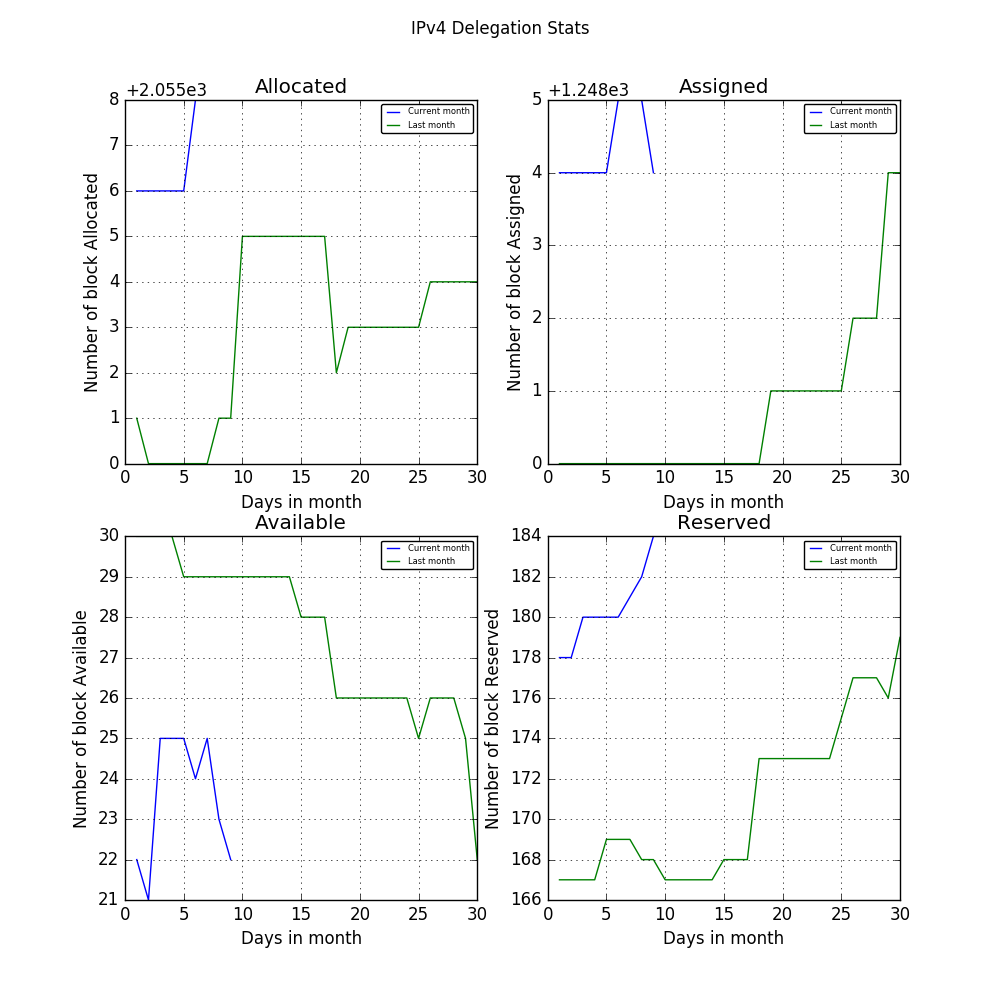 IPv4 Delegation Stats
+2.055e3
Allocated
8
7
6
5
4
3
2
1
0
Number of block Allocated
Current month
Last month
0 5 10 15 20 25 30
Days in month
+1.248e3
Assigned
5
4
3
2
1
0
Number of block Assigned
Current month
Last month
0 5 10 15 20 25 30
Days in month
Available
30
29
28
27
26
25
24
23
22
21
Number of block Available
Current month
Last month
0 5 10 15 20 25 30
Days in month
Reserved
184
182
180
178
176
174
172
170
168
166
Number of block Reserved
Current month
Last month
0 5 10 15 20 25 30
Days in month